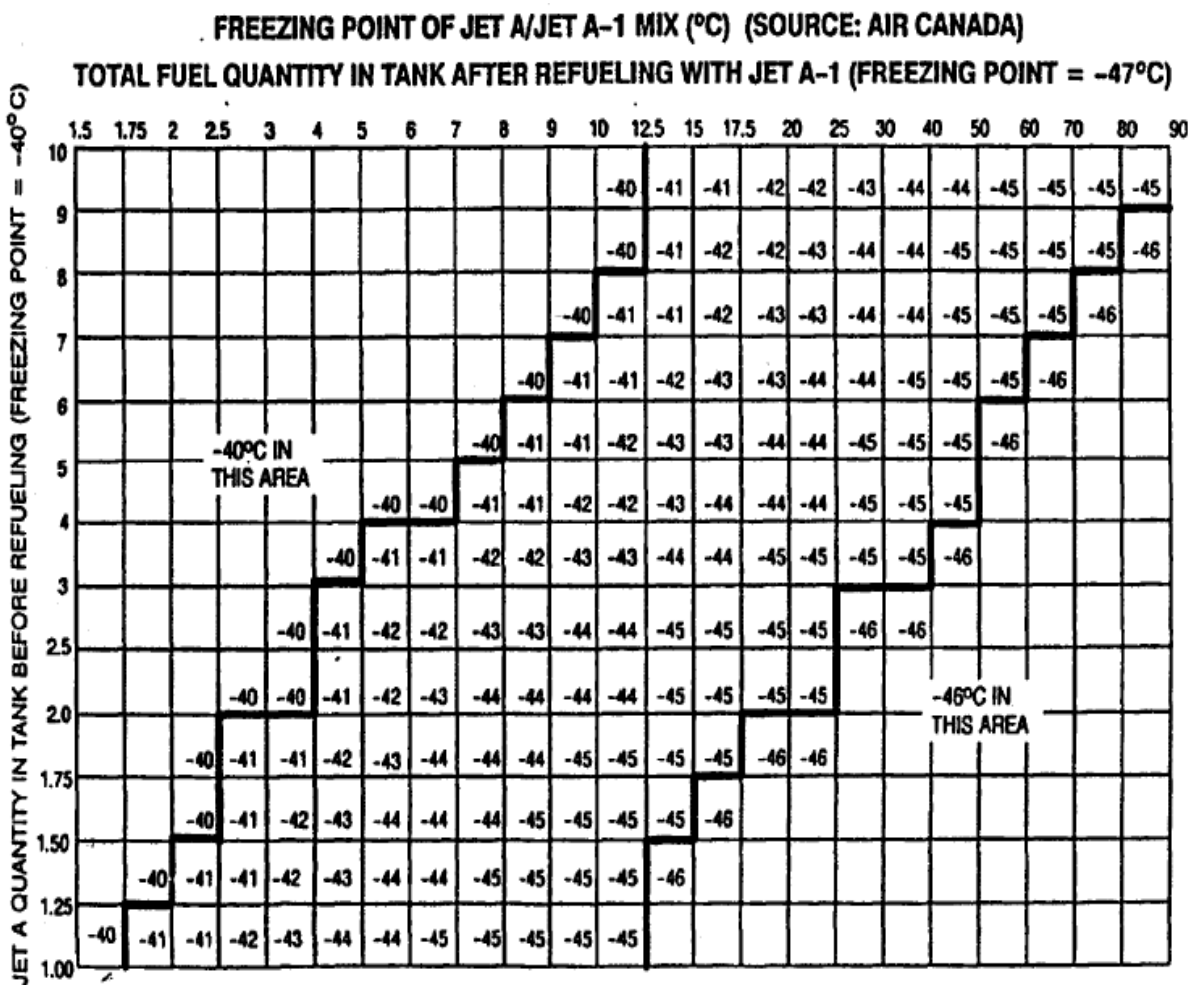 FREEZING POINT OF JET A/JET A-1 MIX (ºC) (SOURCE: AIR CANADA)
TOTAL FUEL QUANTITY IN TANK AFTER REFUELING WITH JET A-1 (FREEZING POINT = -47ºC)
JET A QUANTITY IN TANK BEFORE REFUELING (FREEZING POINT = -40ºC)
1.5 1.75 2 2.5 3 4 5 6 7 8 9 10 12.5 15 17.5 20 25 30 40 50 60 70 80 90
10
-40 -41 -41 -42 -42 -43 -44 -44 -45 -45 -45 -45
9
-40 -41 -42 -42 -43 -44 -44 -45 -45 -45 -45 -46
8
-40 -41 -41 -42 -43 -43 -44 -44 -45 -45 -45 -46
7
-40 -41 -41 -42 -43 -43 -44 -44 -45 -45 -45 -46
6
-40ºC IN
THIS AREA
-40 -41 -41 -42 -43 -43 -44 -44 -45 -45 -45 -46
5
-40 -40 -41 -41 -42 -42 -43 -44 -44 -44 -45 -45 -45
4
-40 -41 -41 -42 -42 -43 -43 -44 -44 -45 -45 -45 -45 -46
3
-40 -41 -42 -42 -43 -43 -44 -44 -45 -45 -45 -45 -46 -46
2.5
-40 -40 -41 -42 -43 -44 -44 -44 -44 -45 -45 -45 -45
-46ºC IN
THIS AREA
2.0
-40 -41 -41 -42 -43 -44 -44 -44 -45 -45 -45 -45 -46 -46
1.75
-40 -41 -42 -43 -44 -44 -44 -45 -45 -45 -45 -46
1.50
-40 -41 -41 -42 -43 -44 -44 -45 -45 -45 -45 -46
1.25
-40 -41 -41 -42 -43 -44 -44 -45 -45 -45 -45 -45
1.00